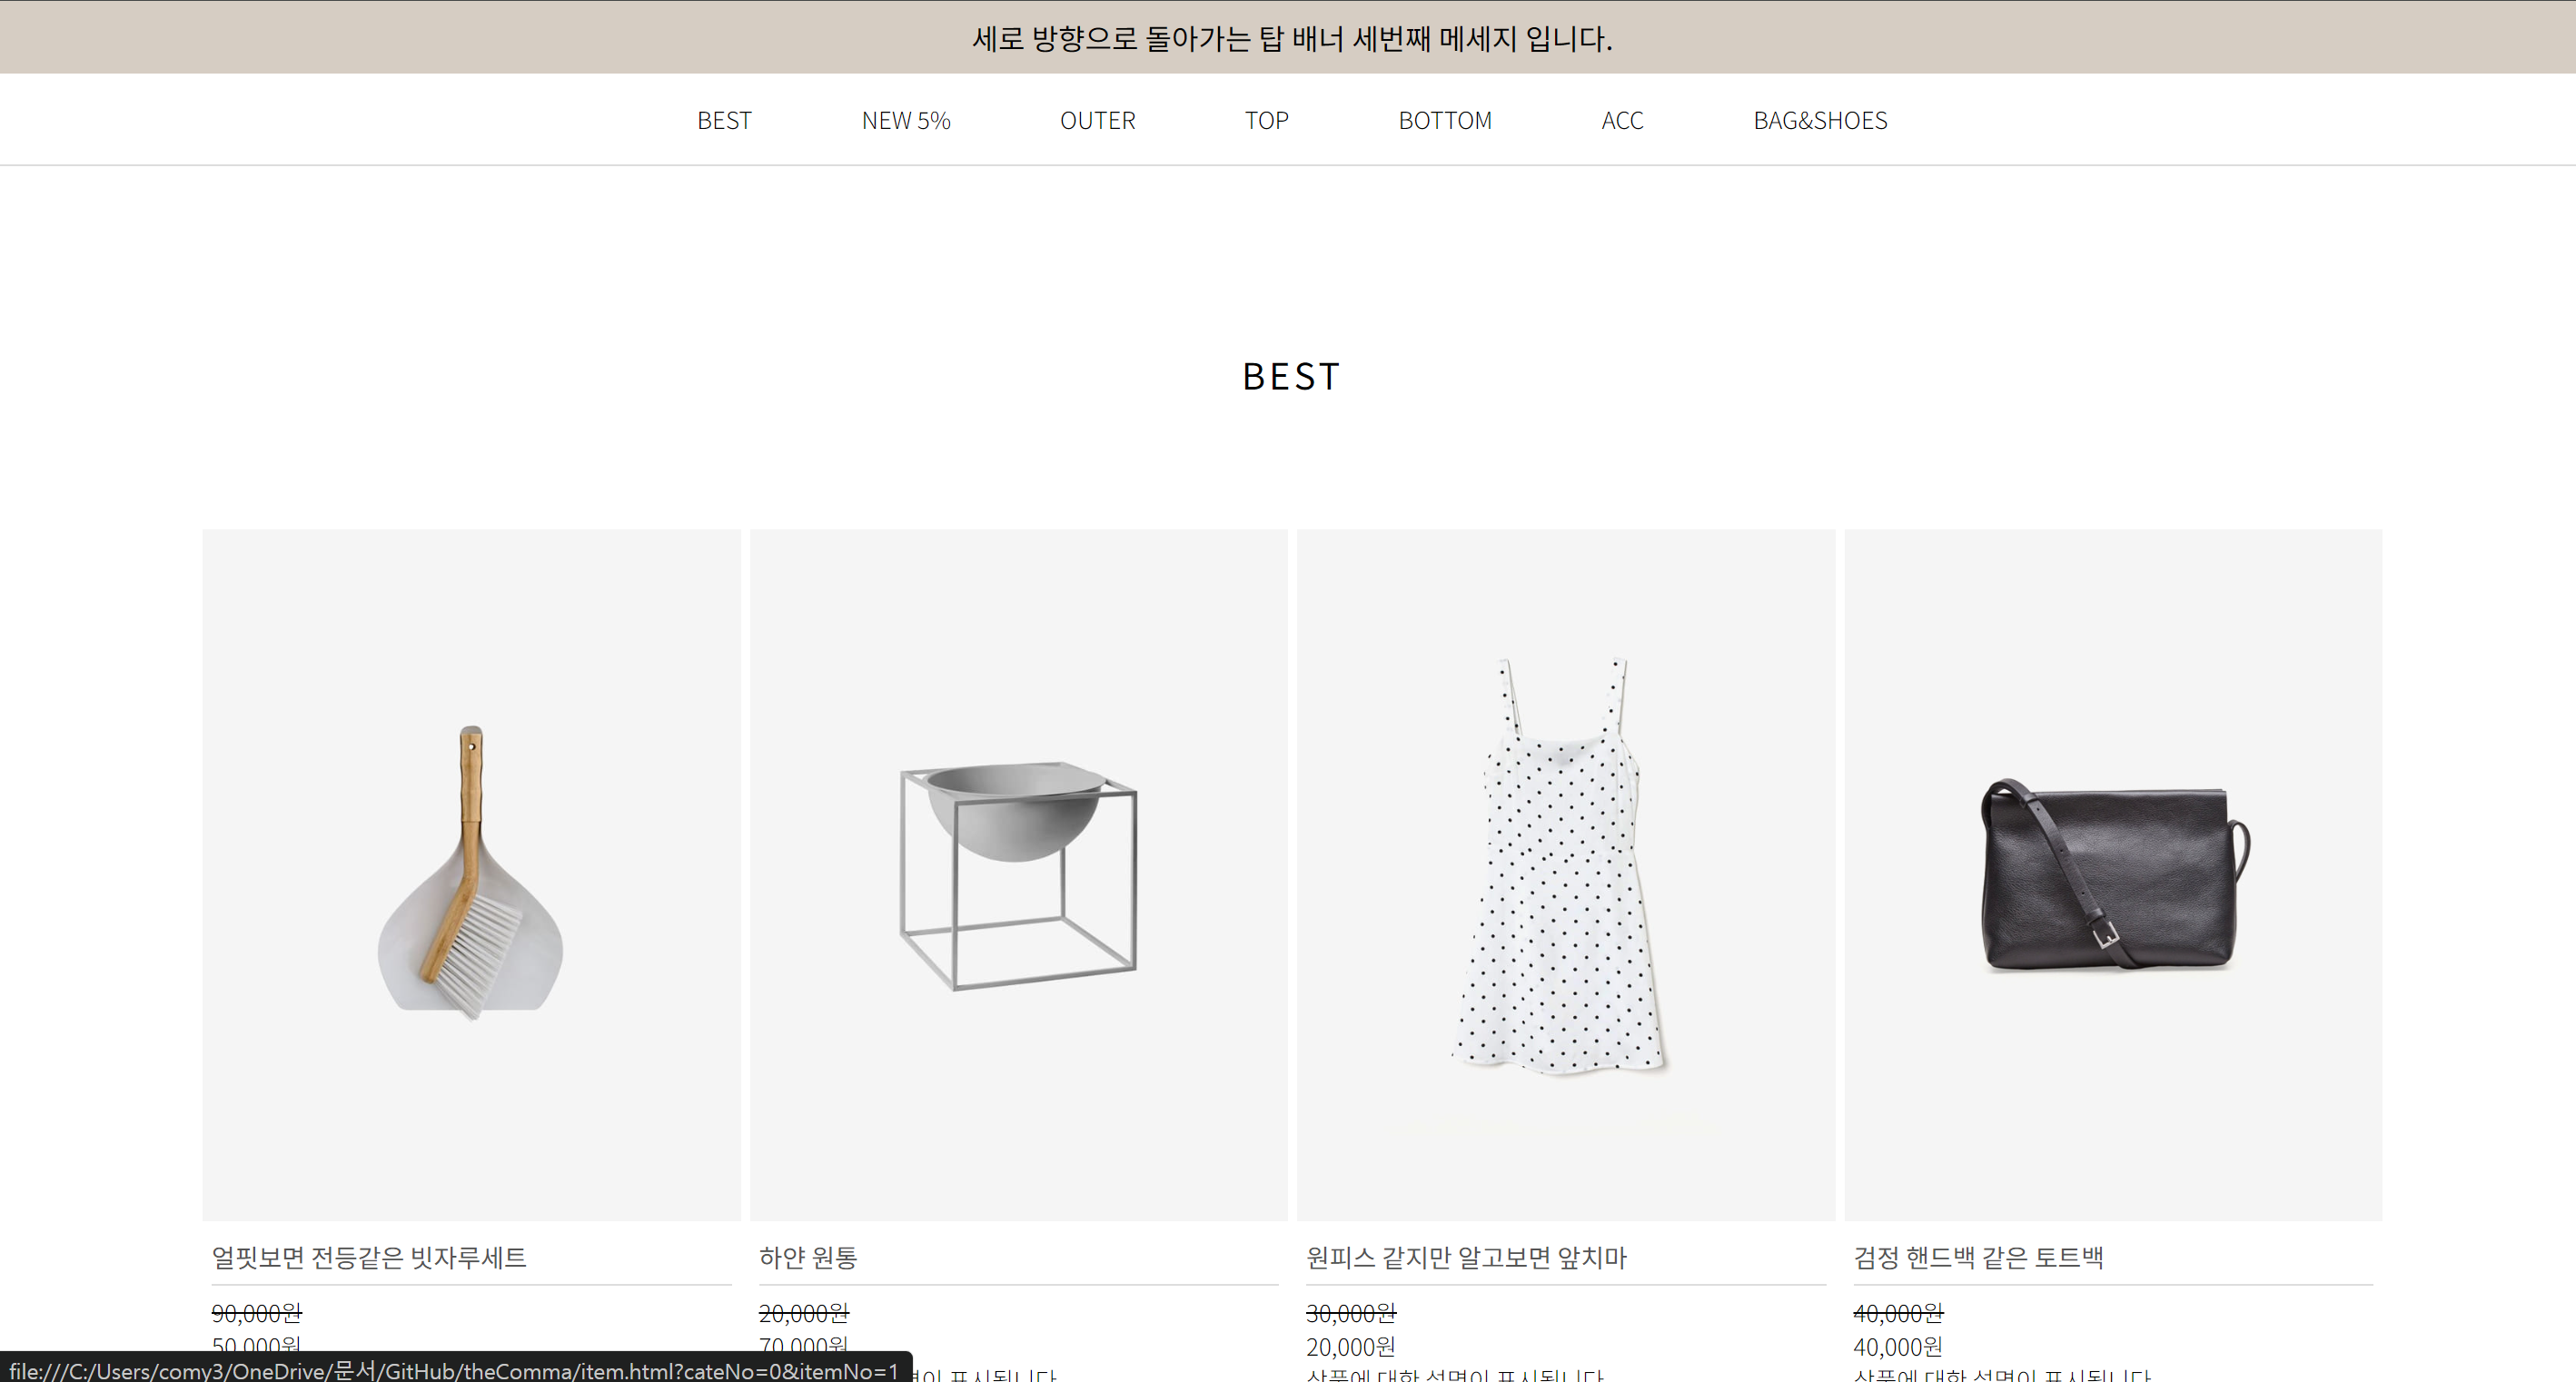 세로 방향으로 돌아가는 탑 배너 세번째 메세지 입니다.
BEST NEW 5% OUTER TOP BOTTOM ACC BAG&SHOES
BEST
얼핏보면 전등같은 빗자루세트
90,000원
50,000원
하얀 원통
20,000원
70,000원
표시됩니다
원피스 같지만 알고보면 앞치마
30,000원
20,000원
상품에 대한 설명이 표시됩니다
검정 핸드백 같은 토트백
40,000원
40,000원
상품에 대한 설명이 표시됩니다
file:///C:/Users/comy3/OneDrive/문서/GitHub/theComma/item.html?cateNo=0&itemNo=1